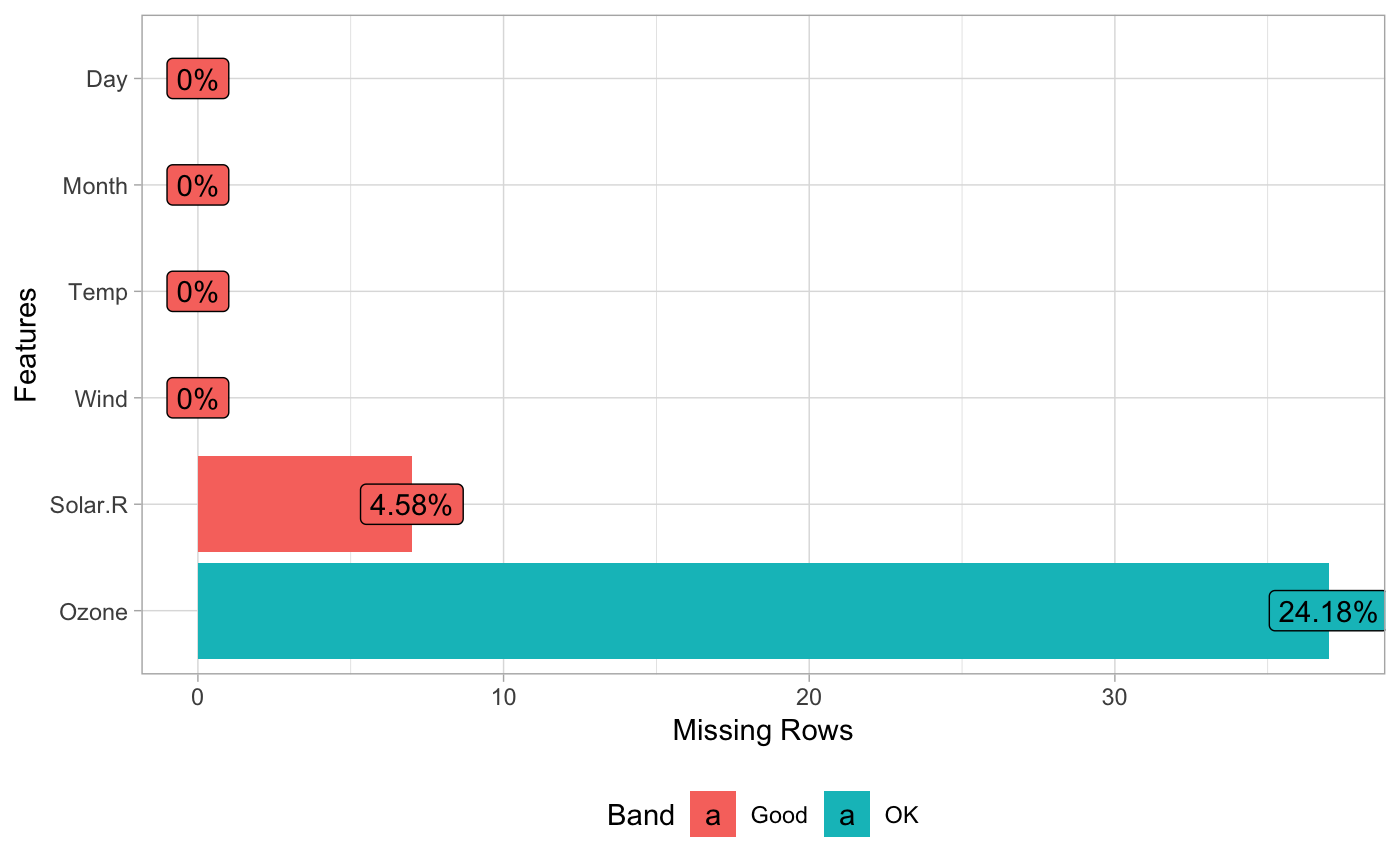 Features
Day 0%
Month 0%
Temp 0%
Wind 0%
Solar.R 4.58%
Ozone 24.18%
0 10 20 30
Missing Rows
Band a Good a OK